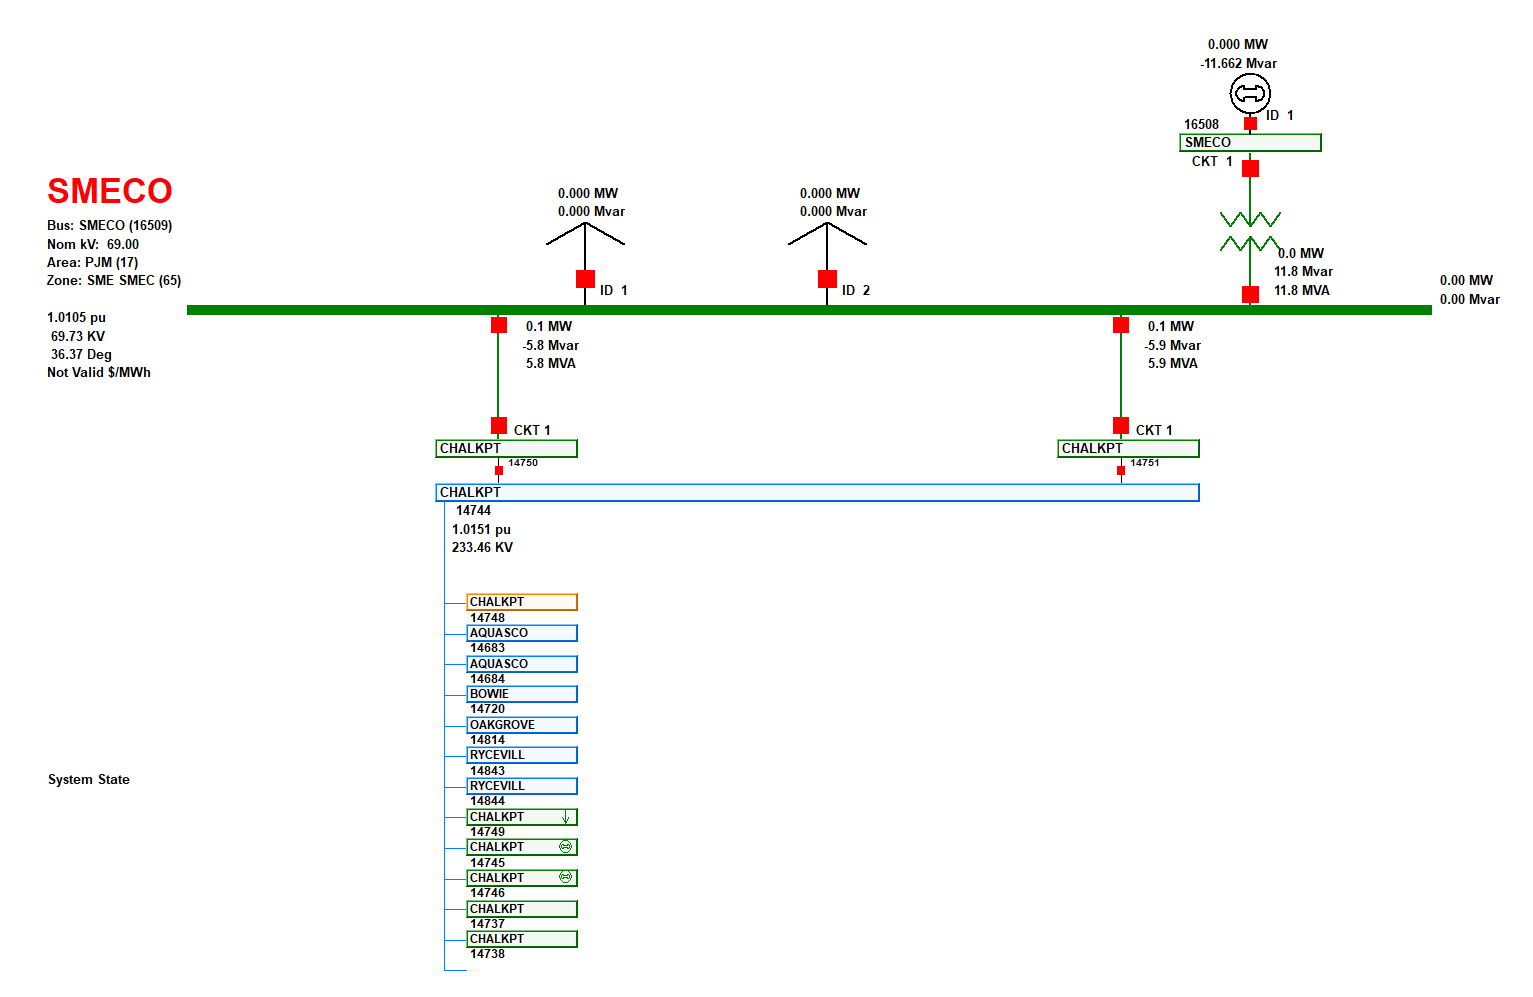 0.000 MW
-11.662 Mvar
ID 1
16508
SMECO
CKT 1
SMECO
Bus: SMECO (16509)
Nom kV: 69.00
Area: PJM (17)
Zone: SME SMEC (65)
1.0105 pu
69.73 KV
36.37 Deg
Not Valid $/MWh
0.000 MW
0.000 Mvar
ID 1
0.000 MW
0.000 Mvar
ID 2
0.0 MW
11.8 Mvar
11.8 MVA
0.00 MW
0.00 Mvar
0.1 MW
-5.8 Mvar
5.8 MVA
CKT 1
CHALKPT
14750
0.1 MW
-5.9 Mvar
5.9 MVA
CKT 1
CHALKPT
14751
CHALKPT
14744
1.0151 pu
233.46 KV
CHALKPT
14748
AQUASCO
14683
AQUASCO
14684
BOWIE
14720
OAKGROVE
14814
RYCEVILL
14843
RYCEVILL
14844
CHALKPT
14749
CHALKPT
14745
CHALKPT
14746
CHALKPT
14737
CHALKPT
14738
System State